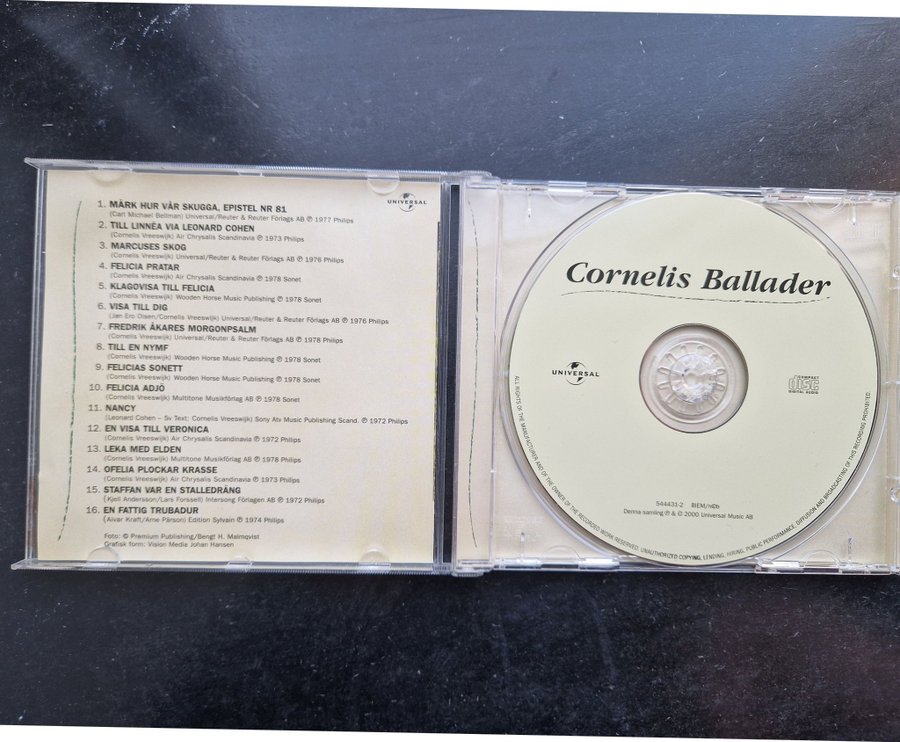 UNIVERSAL
1. MÄRK HUR VÅR SKUGGA, EPISTEL NR 81
(Carl Michael Bellman) Universal/Reuter & Reuter Förlags AB ℗ 1977 Philips
2. TILL LINNÉA VIA LEONARD COHEN
(Cornelis Vreeswijk) Air Chrysalis Scandinavia ℗ 1973 Philips
3. MARCUSES SKOG
(Cornelis Vreeswijk) Universal/Reuter & Reuter Förlags AB ℗ 1976 Philips
4. FELICIA PRATAR
(Cornelis Vreeswijk) Air Chrysalis Scandinavia ℗ 1978 Sonet
5. KLAGOVISA TILL FELICIA
(Cornelis Vreeswijk) Wooden Horse Music Publishing ℗ 1978 Sonet
6. VISA TILL DIG
(Jan Ero Olsen/Cornelis Vreeswijk) Universal/Reuter & Reuter Förlags AB ℗ 1976 Philips
7. FREDRIK ÅKARES MORGONPSALM
(Cornelis Vreeswijk) Universal/Reuter & Reuter Förlags AB ℗ 1978 Philips
8. TILL EN NYMF
(Cornelis Vreeswijk) Wooden Horse Music Publishing ℗ 1978 Sonet
9. FELICIAS SONETT
(Cornelis Vreeswijk) Wooden Horse Music Publishing ℗ 1978 Sonet
10. FELICIA ADJÖ
(Cornelis Vreeswijk) Multitone Musikförlag AB ℗ 1978 Sonet
11. NANCY
(Leonard Cohen – Sv Text: Cornelis Vreeswijk) Sony Atv Music Publishing Scand. ℗ 1972 Philips
12. EN VISA TILL VERONICA
(Cornelis Vreeswijk) Air Chrysalis Scandinavia ℗ 1972 Philips
13. LEKA MED ELDEN
(Cornelis Vreeswijk) Multitone Musikförlag AB ℗ 1978 Philips
14. OFELIA PLOCKAR KRASSE
(Cornelis Vreeswijk) Air Chrysalis Scandinavia ℗ 1973 Philips
15. STAFFAN VAR EN STALLEDRÄNG
(Kjell Andersson/Lars Forssell) Intersong Förlagen AB ℗ 1972 Philips
16. EN FATTIG TRUBADUR
(Alvar Kraft/Arne Pärson) Edition Sylvain ℗ 1974 Philips
Foto: © Premium Publishing/Bengt H. Malmqvist
Grafisk form: Vision Media Johan Hansen
Cornelis Ballader
UNIVERSAL
COMPACT
disc
DIGITAL AUDIO
544431-2 BIEM/ncb
Denna samling ℗ & © 2000 Universal Music AB
ALL RIGHTS OF THE MANUFACTURER AND OF THE OWNER OF THE RECORDED WORK RESERVED. UNAUTHORIZED COPYING, LENDING, HIRING, PUBLIC PERFORMANCE, DIFFUSION AND BROADCASTING OF THIS RECORDING PROHIBITED.